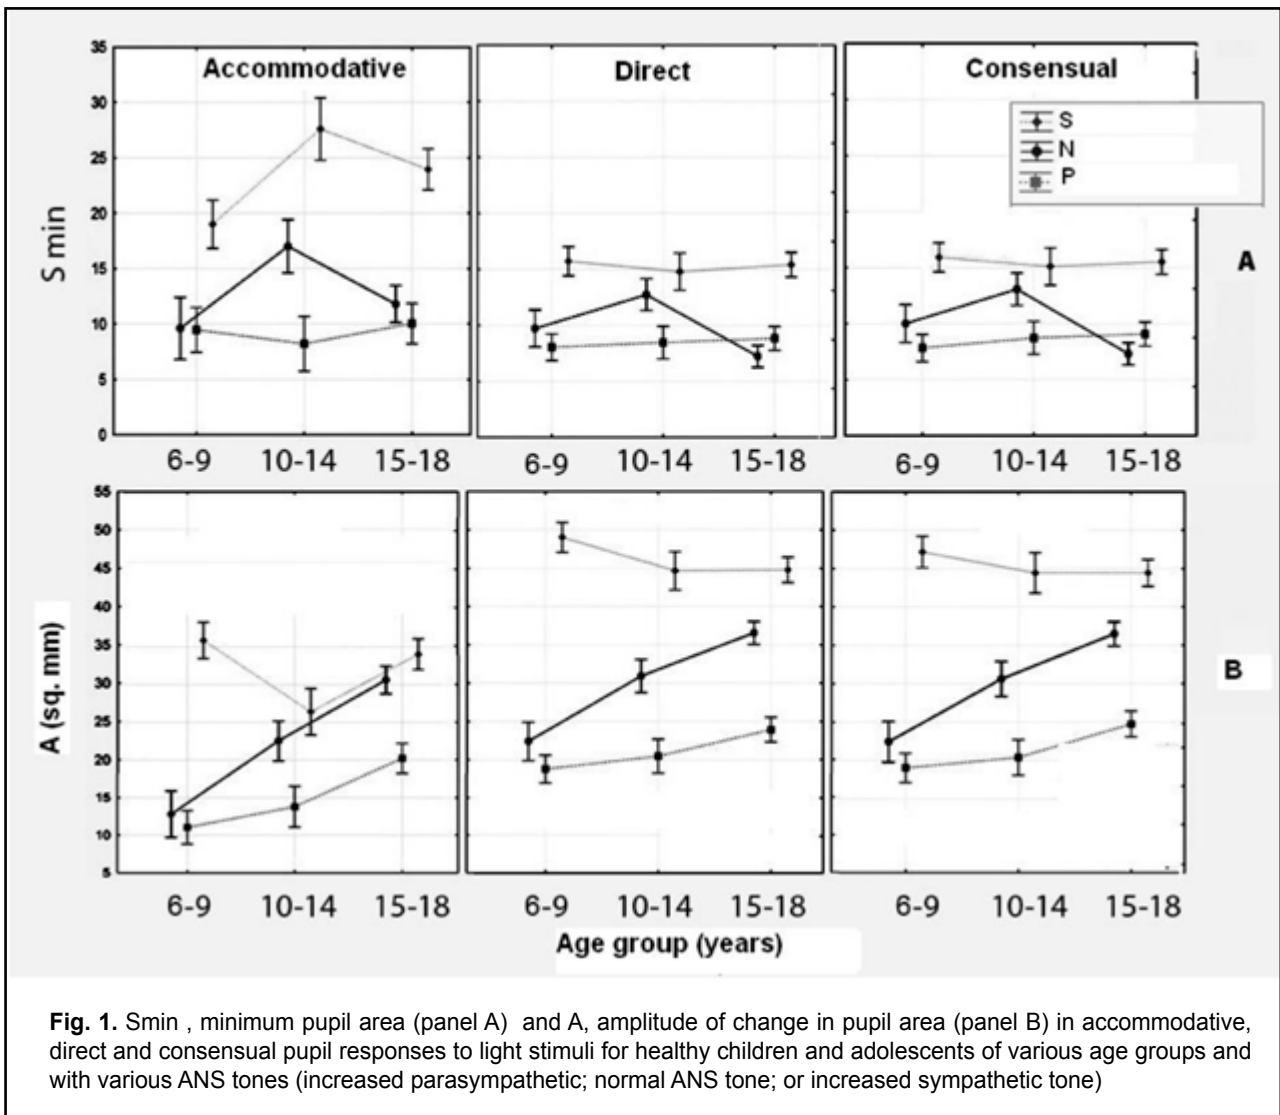 Accommodative Direct Consensual
S
N
P
35
30
25
20
15
10
5
0
S min
A
6-9 10-14 15-18 6-9 10-14 15-18 6-9 10-14 15-18
55
50
45
40
35
30
25
20
15
10
5
A (sq. mm)
B
6-9 10-14 15-18 6-9 10-14 15-18 6-9 10-14 15-18
Age group (years)
Fig. 1. Smin , minimum pupil area (panel A) and A, amplitude of change in pupil area (panel B) in accommodative,
direct and consensual pupil responses to light stimuli for healthy children and adolescents of various age groups and
with various ANS tones (increased parasympathetic; normal ANS tone; or increased sympathetic tone)